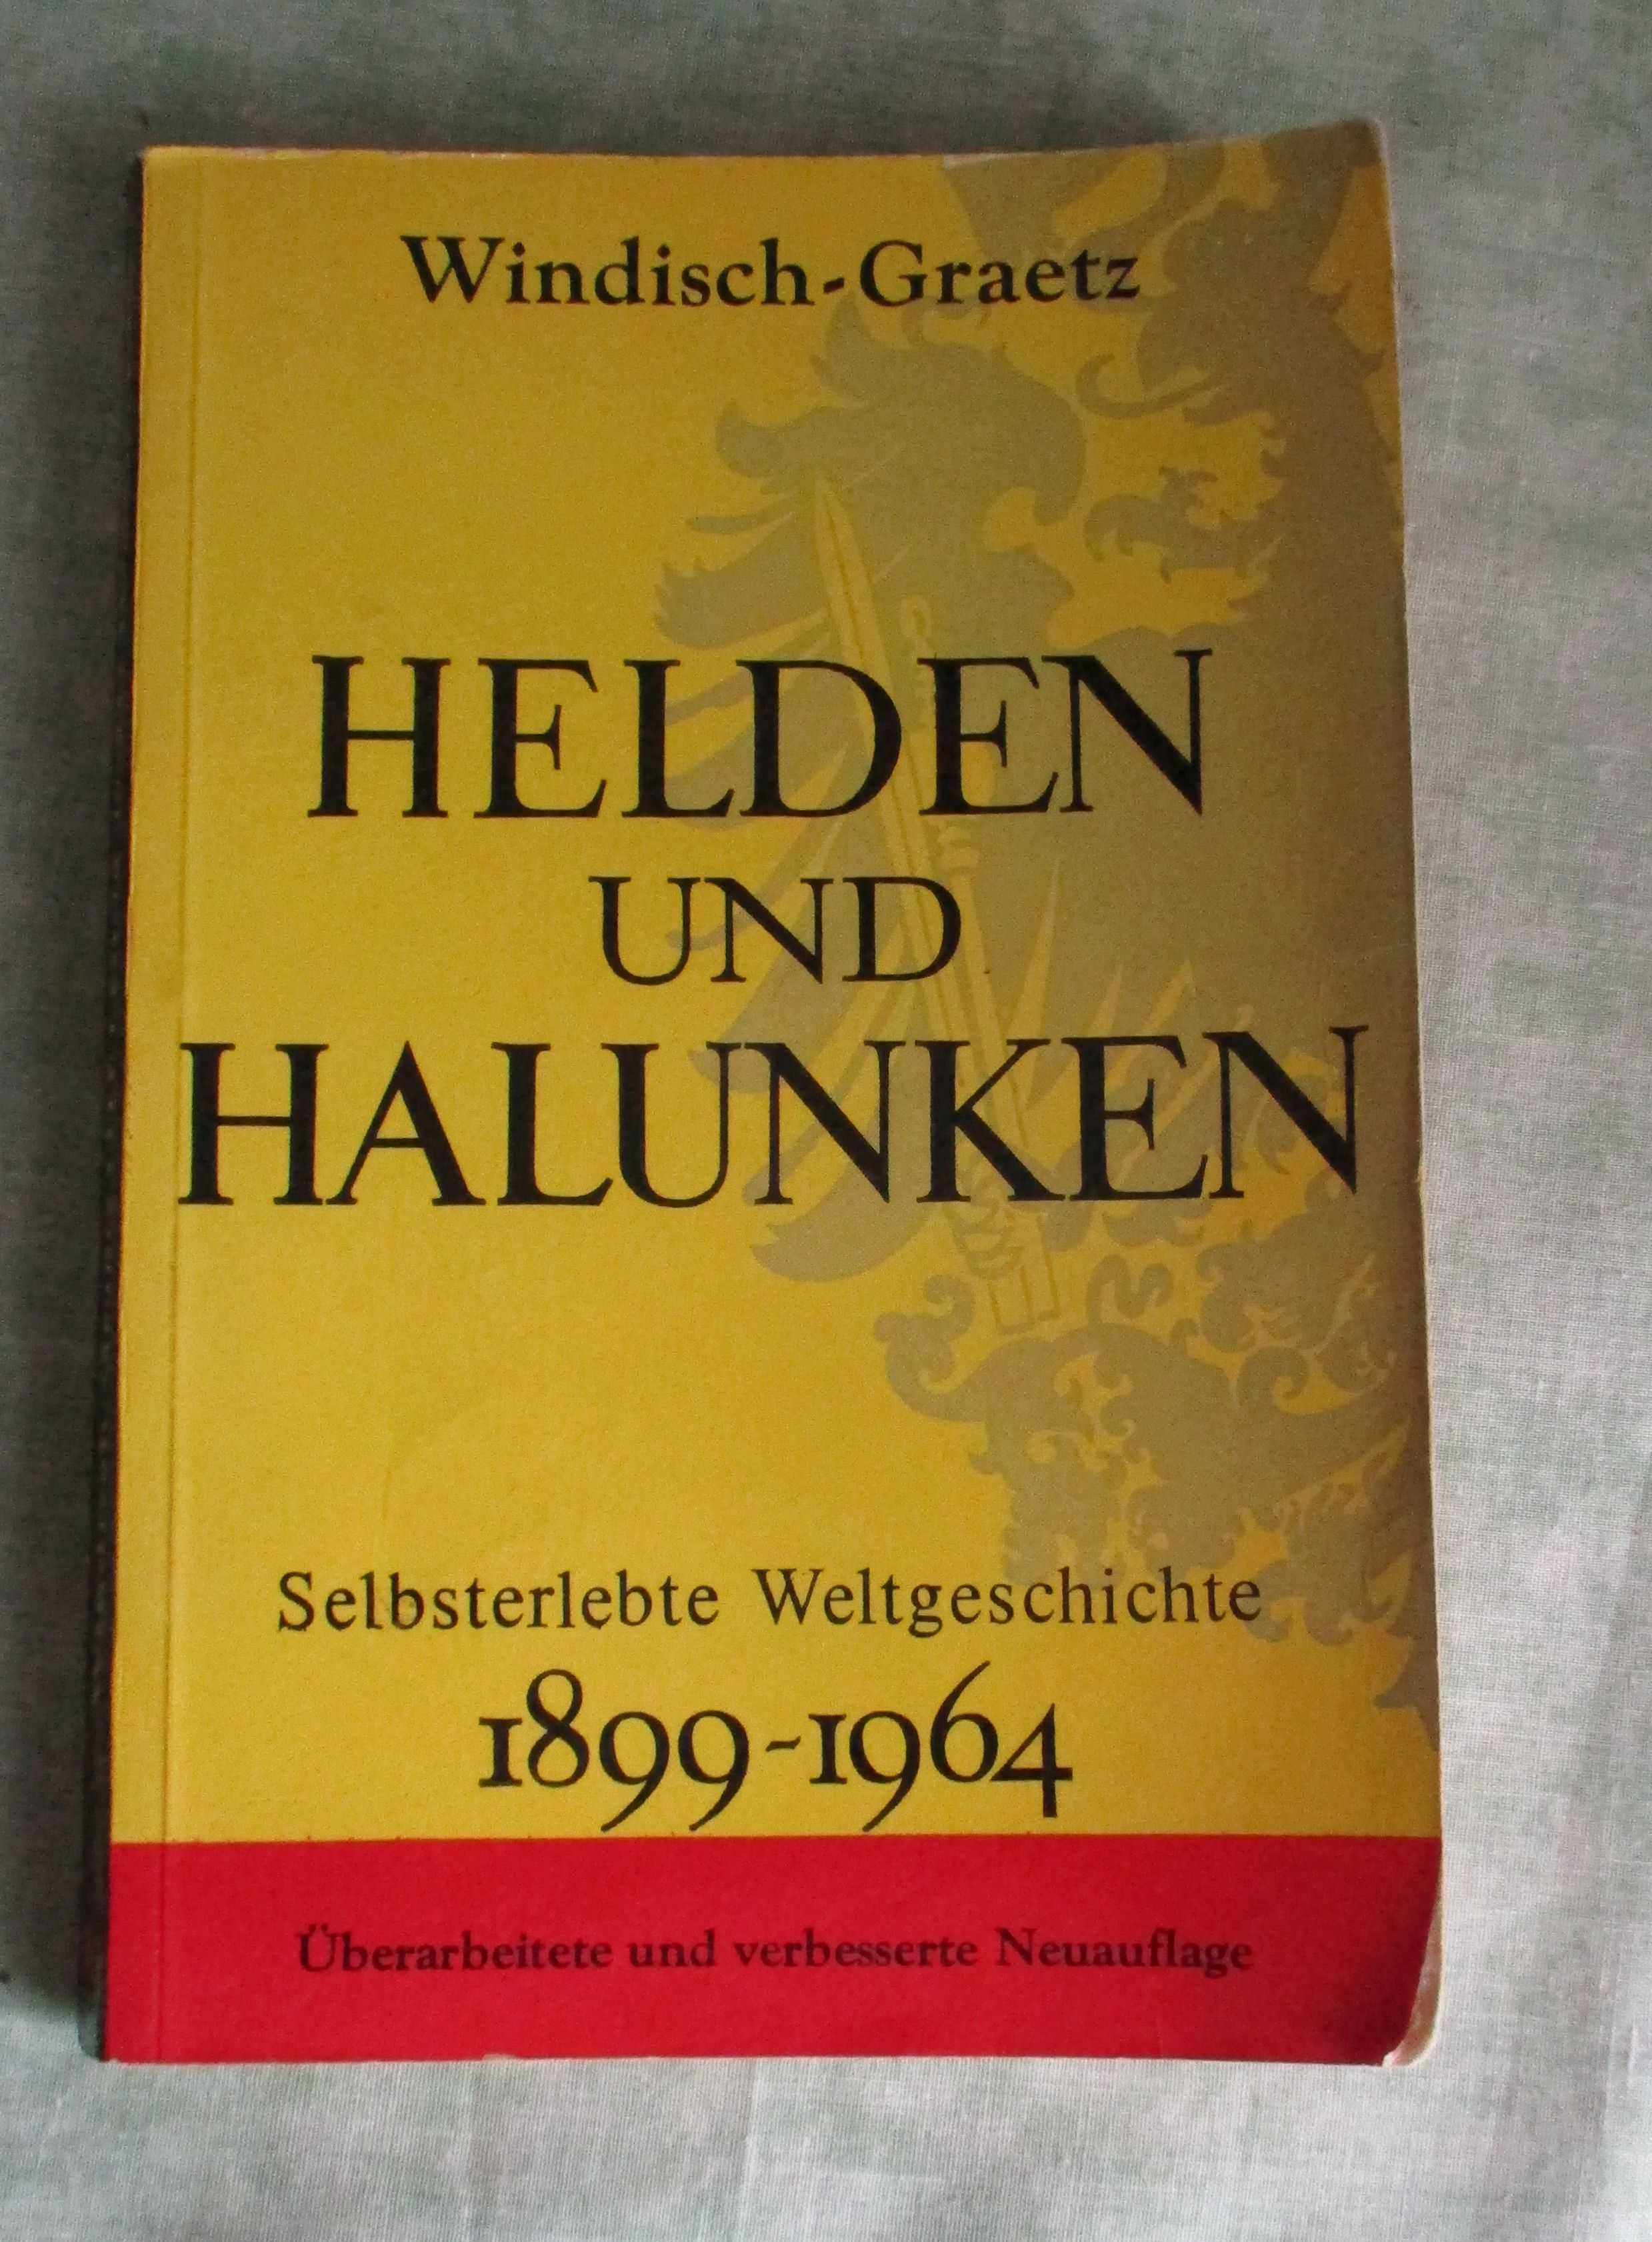 Windisch-Graetz
HELDEN
UND
HALUNKEN
Selbsterlebte Weltgeschichte
1899-1964
Überarbeitete und verbesserte Neuauflage